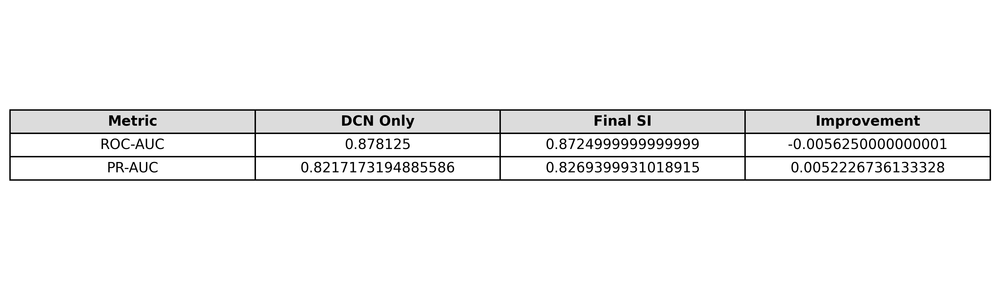 Metric DCN Only Final SI Improvement
ROC-AUC 0.878125 0.8724999999999999 -0.0056250000000001
PR-AUC 0.8217173194885586 0.8269399931018915 0.0052226736133328